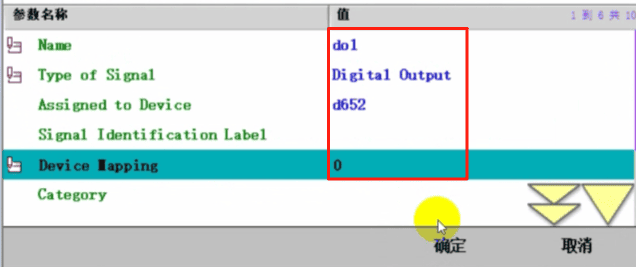 参数名称 值 1 到 6 共 10
Name do1
Type of Signal Digital Output
Assigned to Device d652
Signal Identification Label
Device Mapping 0
Category
确定 取消